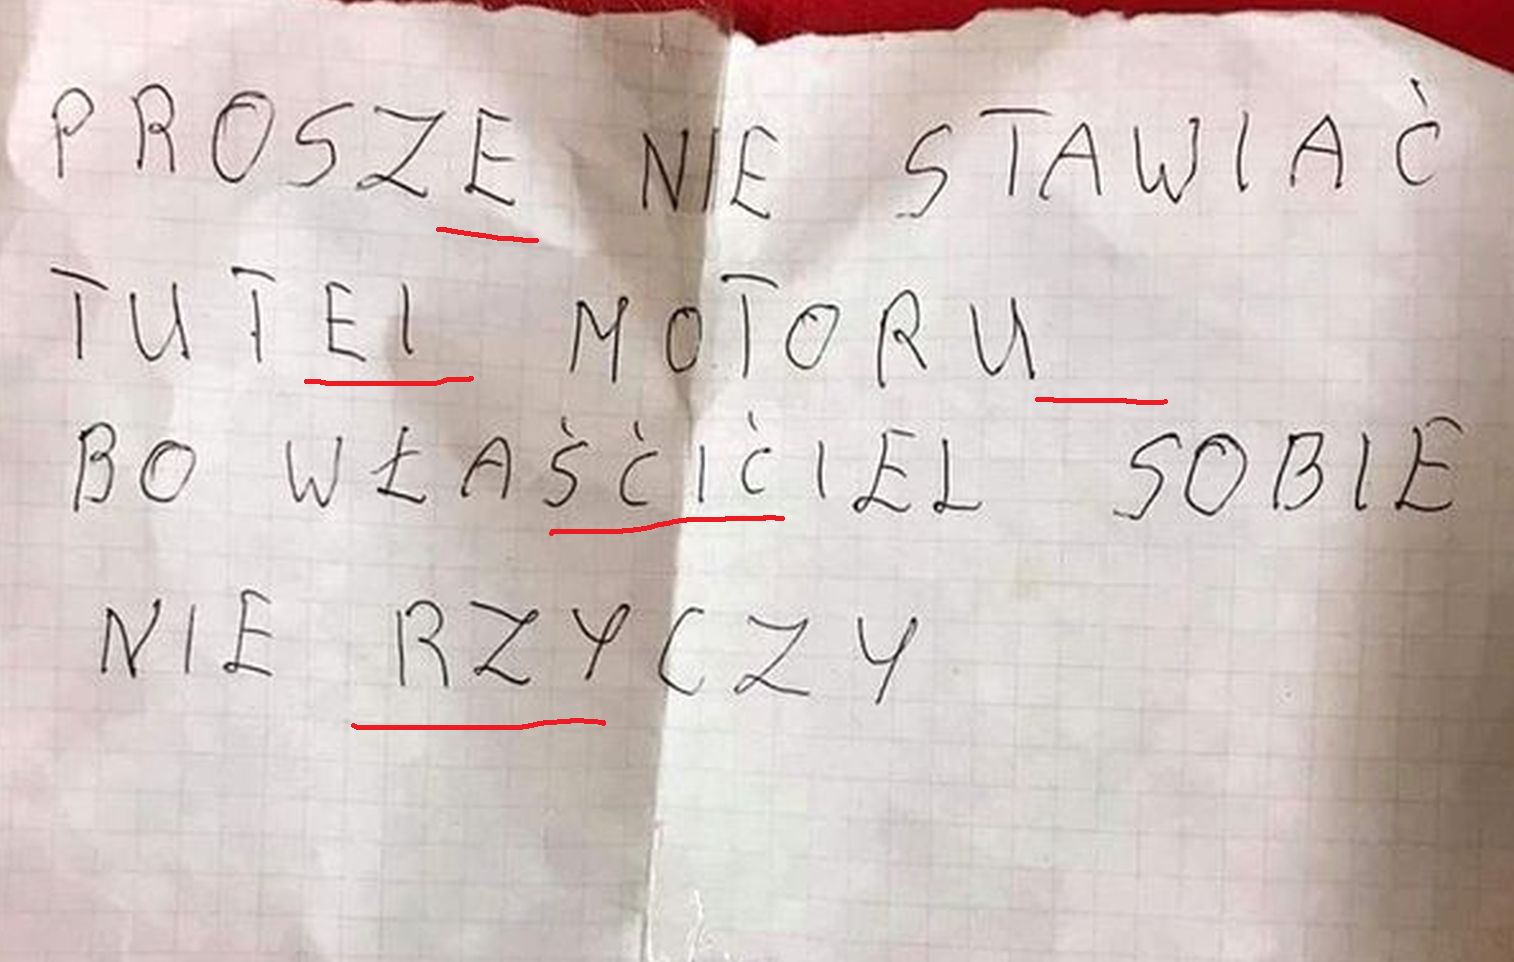 PROSZE NIE STAWIAĆ
TUTEI MOTORU
BO WŁAŚĆIĆIEL SOBIE
NIE RZYCZY